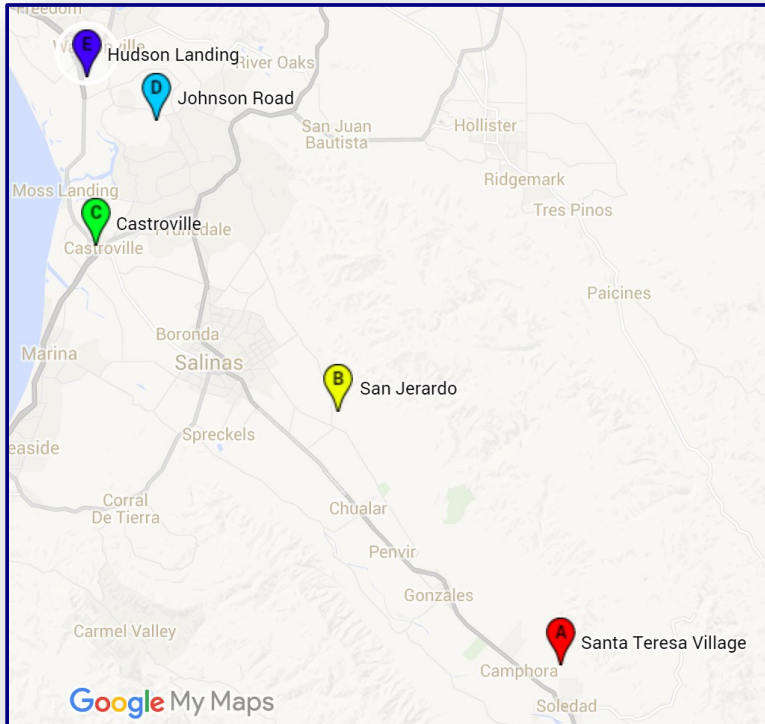 Freedom
E
Hudson Landing
River Oaks
D
Johnson Road
San Juan
Bautista
Hollister
Ridgemark
Moss Landing
C
Castroville
Tres Pinos
Castroville
Prunedale
Paicines
Boronda
Marina
Salinas
B
San Jerardo
Spreckels
easide
Corral
De Tierra
Chualar
Penvir
Gonzales
A
Carmel Valley
Santa Teresa Village
Camphora
Soledad
Google My Maps